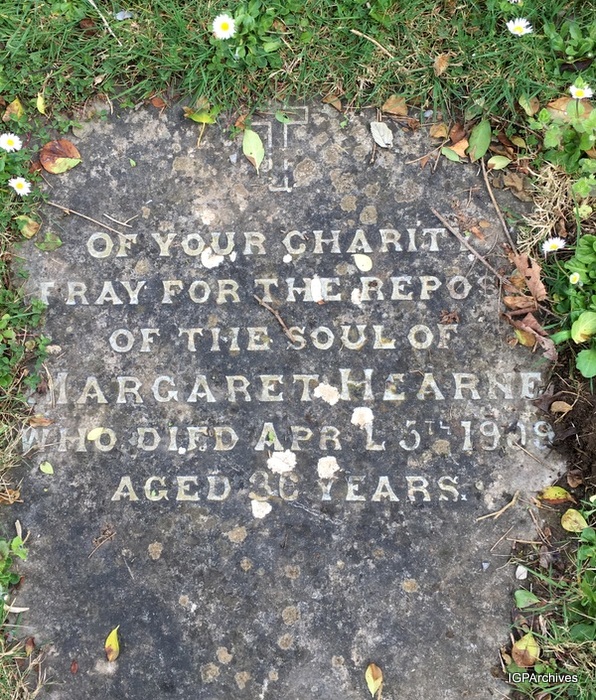 OF YOUR CHARITY
PRAY FOR THE REPOSE
OF THE SOUL OF
MARGARET HEARNE
WHO DIED APRIL 5TH 1909
AGED YEARS.
IGPArchives